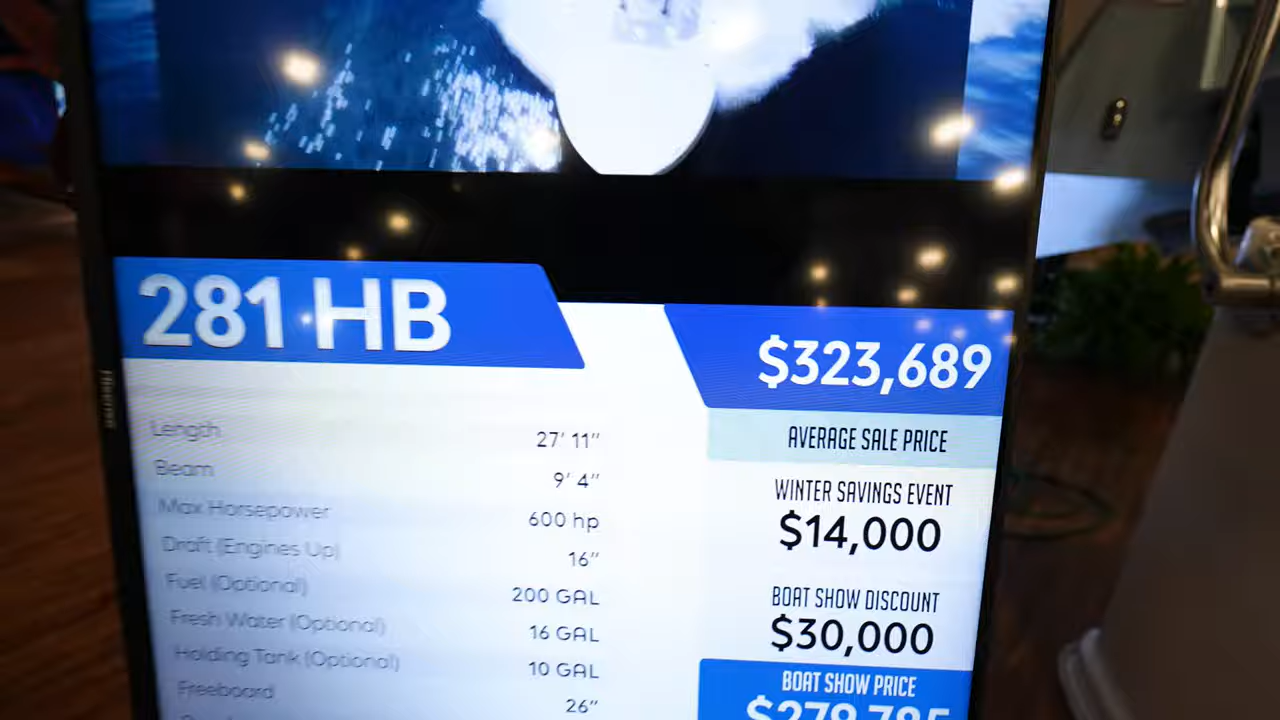 281 HB
Length 27' 11"
Beam 9' 4"
Max Horsepower 600 hp
Draft (Engines Up) 16"
Fuel (Optional) 200 GAL
Fresh Water (Optional) 16 GAL
Holding Tank (Optional) 10 GAL
Freeboard 26"
$323,689
AVERAGE SALE PRICE
WINTER SAVINGS EVENT
$14,000
BOAT SHOW DISCOUNT
$30,000
BOAT SHOW PRICE
Hisense